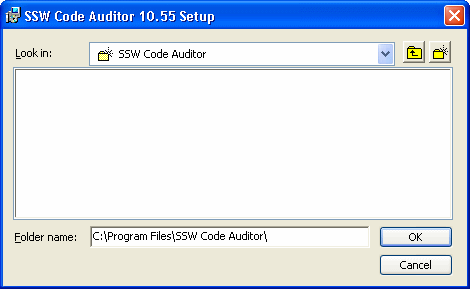 SSW Code Auditor 10.55 Setup
Look in:
SSW Code Auditor
Folder name:
C:\Program Files\SSW Code Auditor\
OK
Cancel